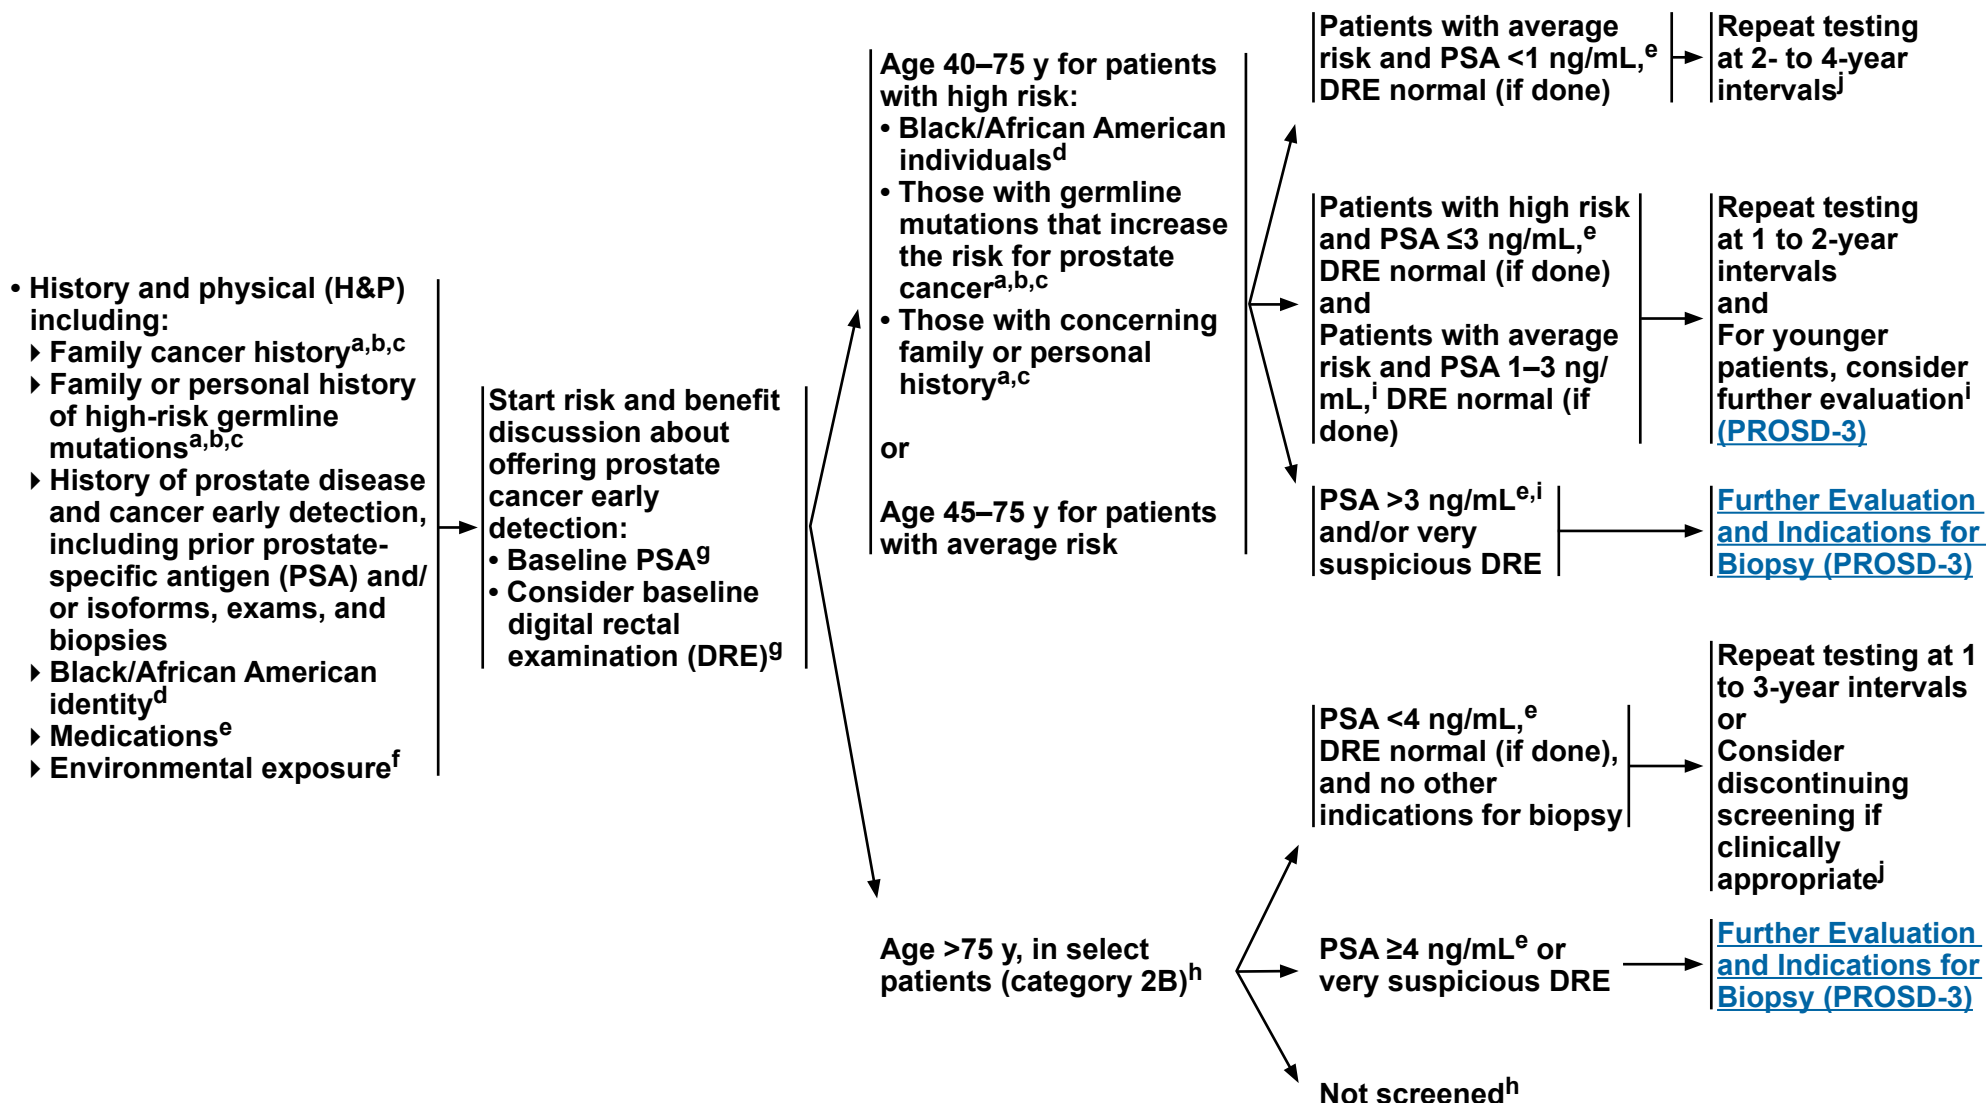 • History and physical (H&P)
including:
▸ Family cancer history^a,b,c
▸ Family or personal history
of high-risk germline
mutations^a,b,c
▸ History of prostate disease
and cancer early detection,
including prior prostate-
specific antigen (PSA) and/
or isoforms, exams, and
biopsies
▸ Black/African American
identity^d
▸ Medications^e
▸ Environmental exposure^f
Start risk and benefit
discussion about
offering prostate
cancer early
detection:
• Baseline PSA^g
• Consider baseline
digital rectal
examination (DRE)^g
Age 40–75 y for patients
with high risk:
• Black/African American
individuals^d
• Those with germline
mutations that increase
the risk for prostate
cancer^a,b,c
• Those with concerning
family or personal
history^a,c
or
Age 45–75 y for patients
with average risk
Patients with average
risk and PSA <1 ng/mL,^e
DRE normal (if done)
Repeat testing
at 2- to 4-year
intervals^j
Patients with high risk
and PSA ≤3 ng/mL,^e
DRE normal (if done)
and
Patients with average
risk and PSA 1–3 ng/
mL,^i DRE normal (if
done)
Repeat testing
at 1 to 2-year
intervals
and
For younger
patients, consider
further evaluation^i
(PROSD-3)
PSA >3 ng/mL^e,i
and/or very
suspicious DRE
Further Evaluation
and Indications for
Biopsy (PROSD-3)
Age >75 y, in select
patients (category 2B)^h
PSA <4 ng/mL,^e
DRE normal (if done),
and no other
indications for biopsy
Repeat testing at 1
to 3-year intervals
or
Consider
discontinuing
screening if
clinically
appropriate^j
PSA ≥4 ng/mL^e or
very suspicious DRE
Further Evaluation
and Indications for
Biopsy (PROSD-3)
Not screened^h